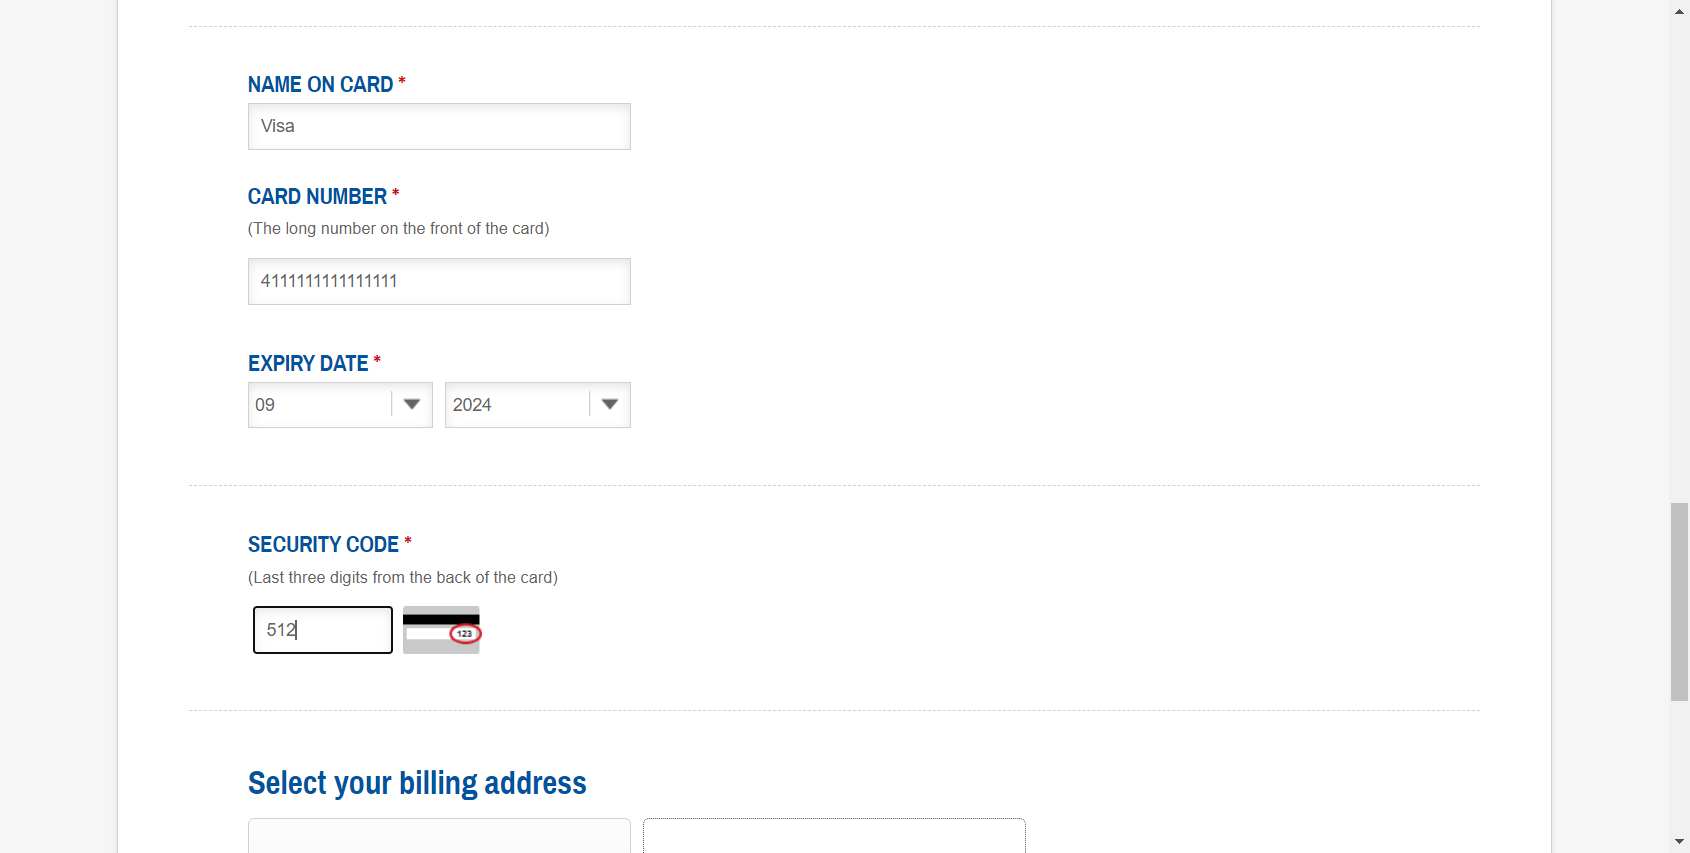 NAME ON CARD *
Visa
CARD NUMBER *
(The long number on the front of the card)
4111111111111111
EXPIRY DATE *
09 2024
SECURITY CODE *
(Last three digits from the back of the card)
512 123
Select your billing address